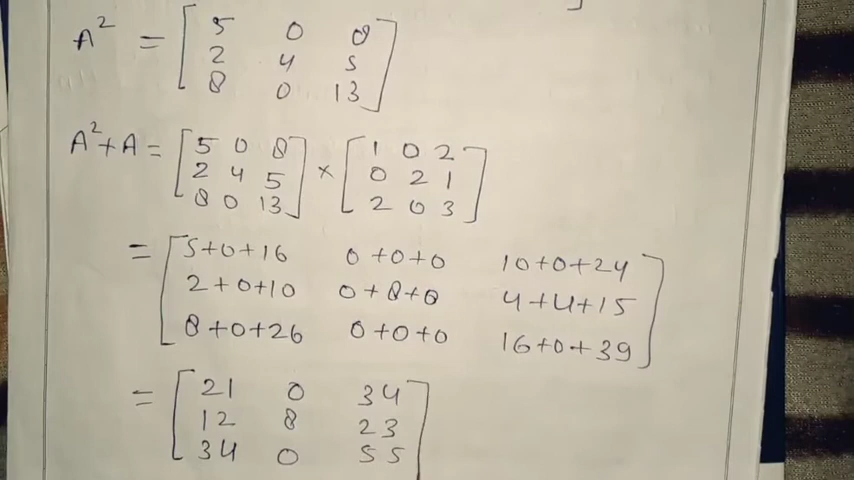 A² = [ 5 0 8
2 4 5
8 0 13 ]
A²+A = [ 5 0 8 × [ 1 0 2
2 4 5 0 2 1
8 0 13 ] 2 0 3 ]
= [ 5+0+16 0+0+0 10+0+24
2+0+10 0+8+0 4+4+15
8+0+26 0+0+0 16+0+39 ]
= [ 21 0 34
12 8 23
34 0 55 ]